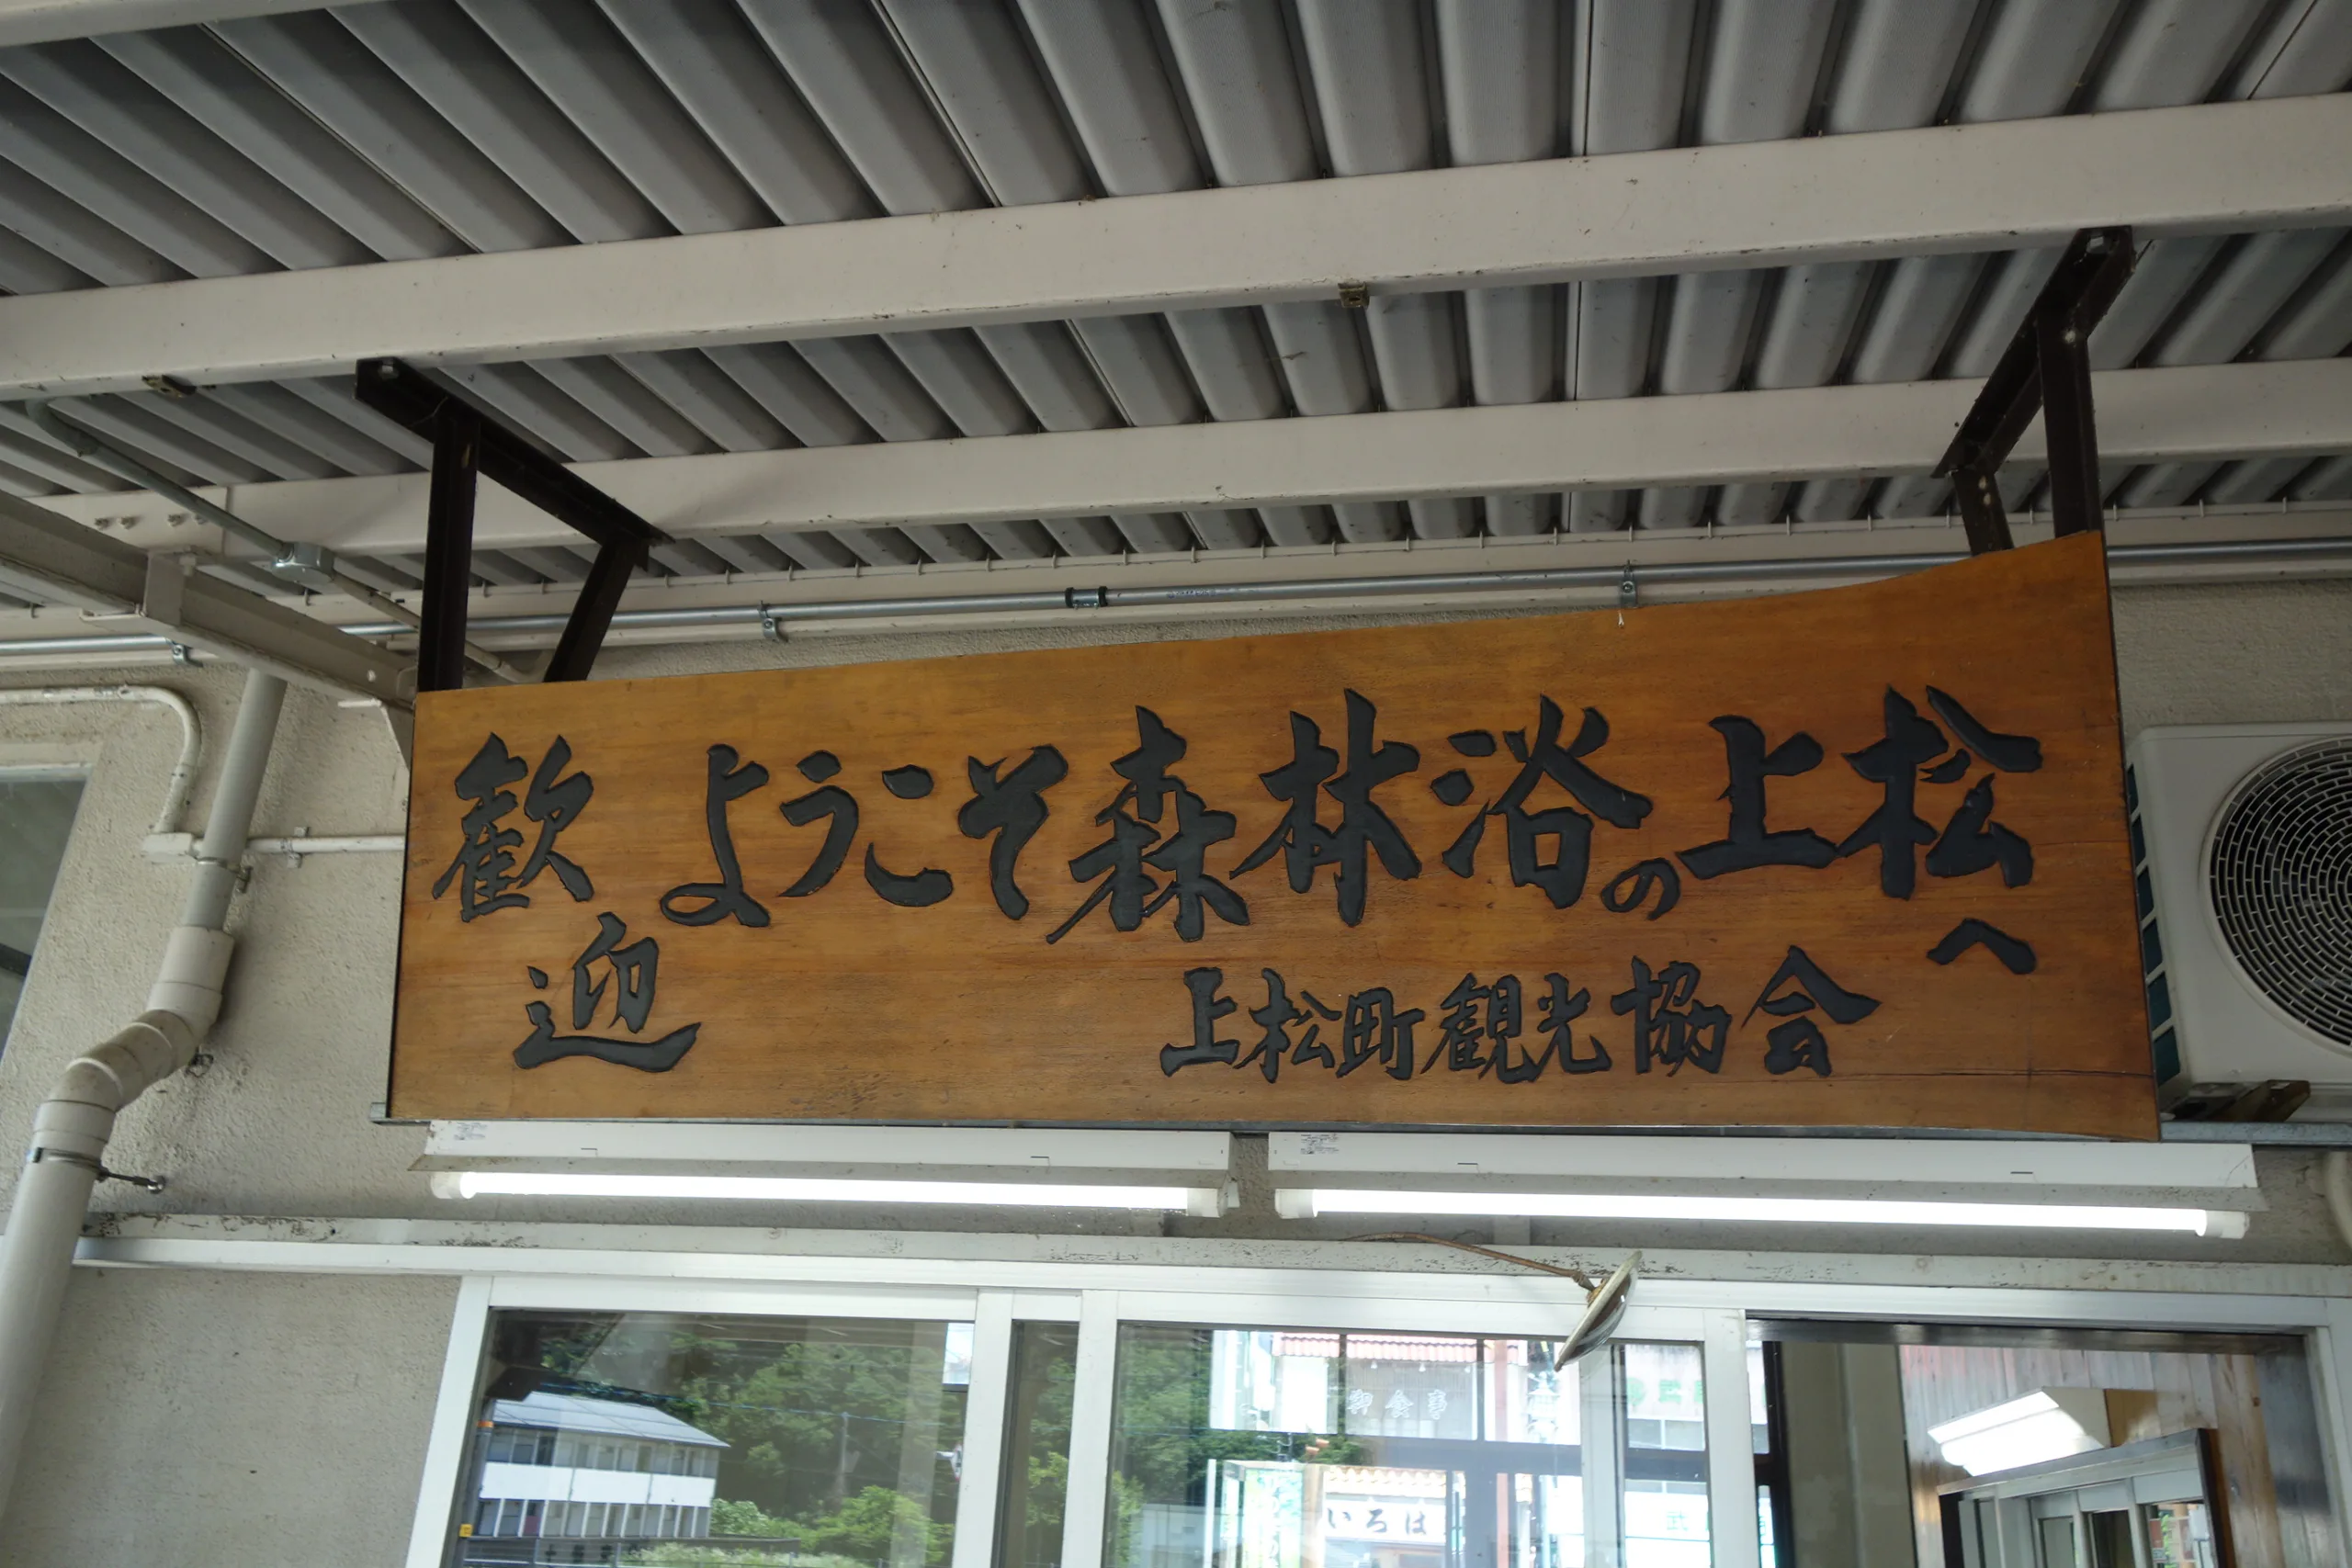 歓迎
ようこそ森林浴の上松へ
上松町観光協会
御食事
いろは